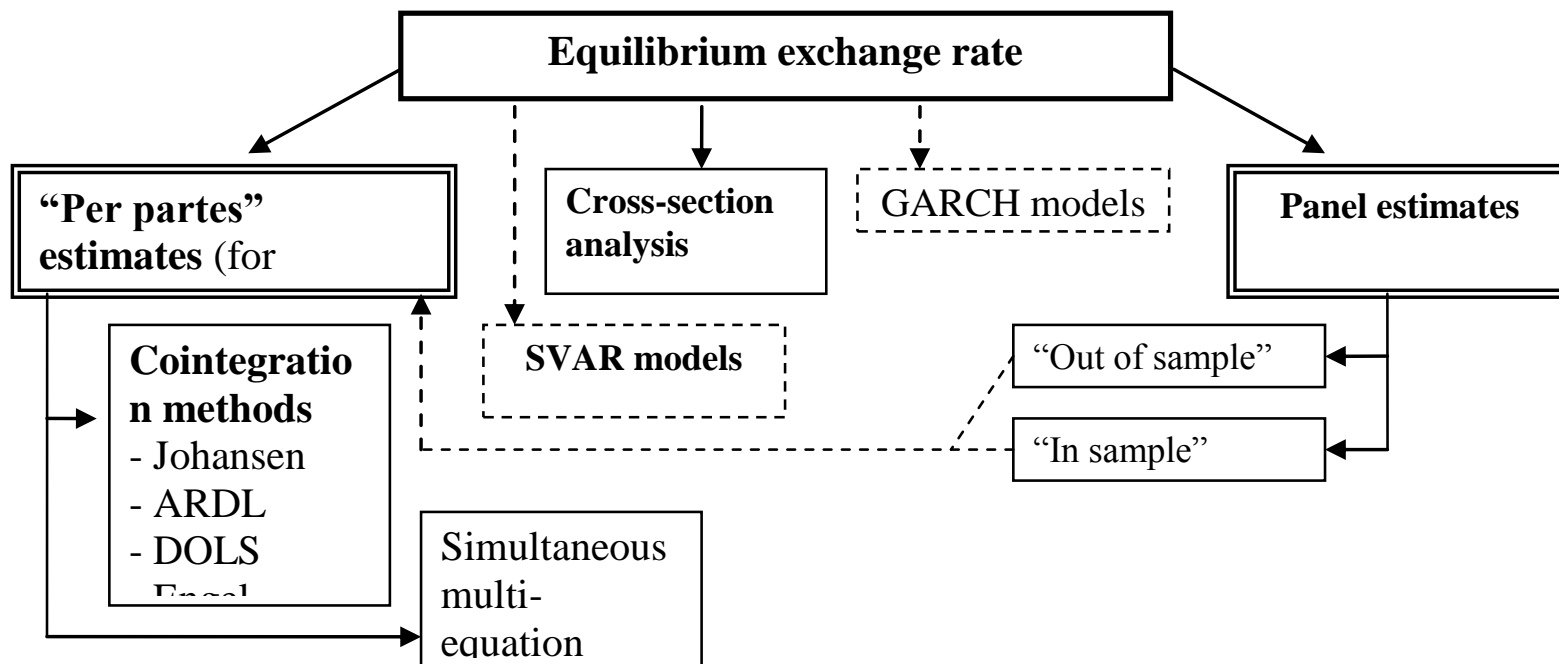 Equilibrium exchange rate
“Per partes”
estimates (for
Cross-section
analysis
GARCH models
Panel estimates
Cointegratio
n methods
- Johansen
- ARDL
- DOLS
SVAR models
“Out of sample”
“In sample”
Simultaneous
multi-
equation